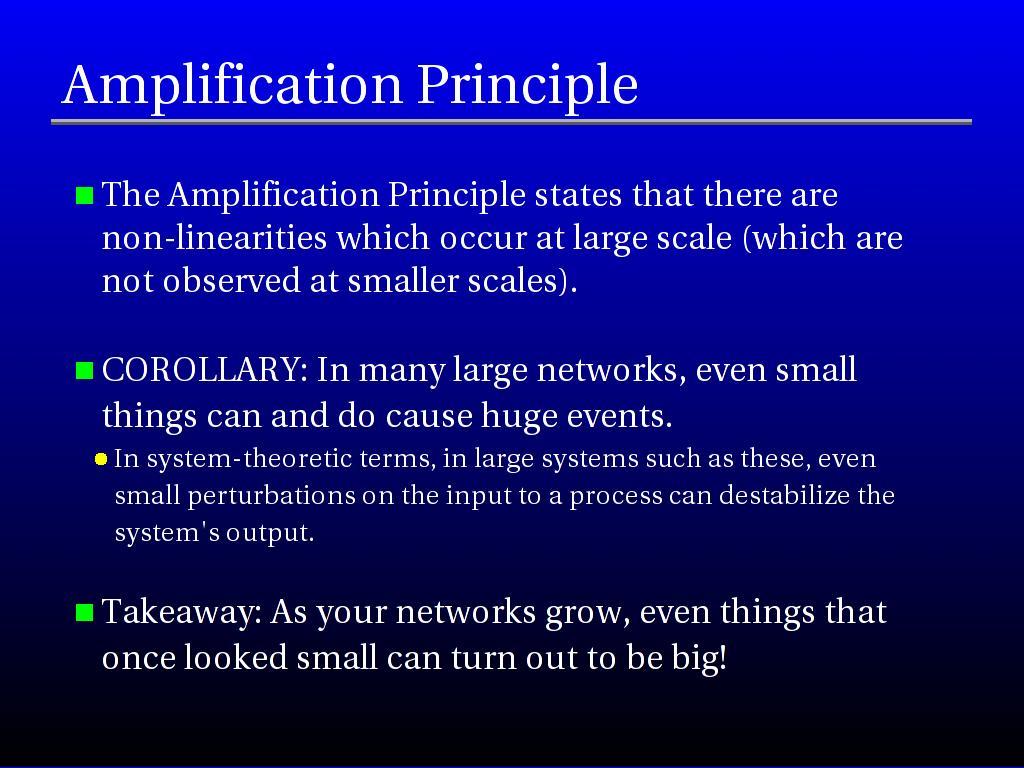 Amplification Principle
The Amplification Principle states that there are
non-linearities which occur at large scale (which are
not observed at smaller scales).
COROLLARY: In many large networks, even small
things can and do cause huge events.
In system-theoretic terms, in large systems such as these, even
small perturbations on the input to a process can destabilize the
system's output.
Takeaway: As your networks grow, even things that
once looked small can turn out to be big!